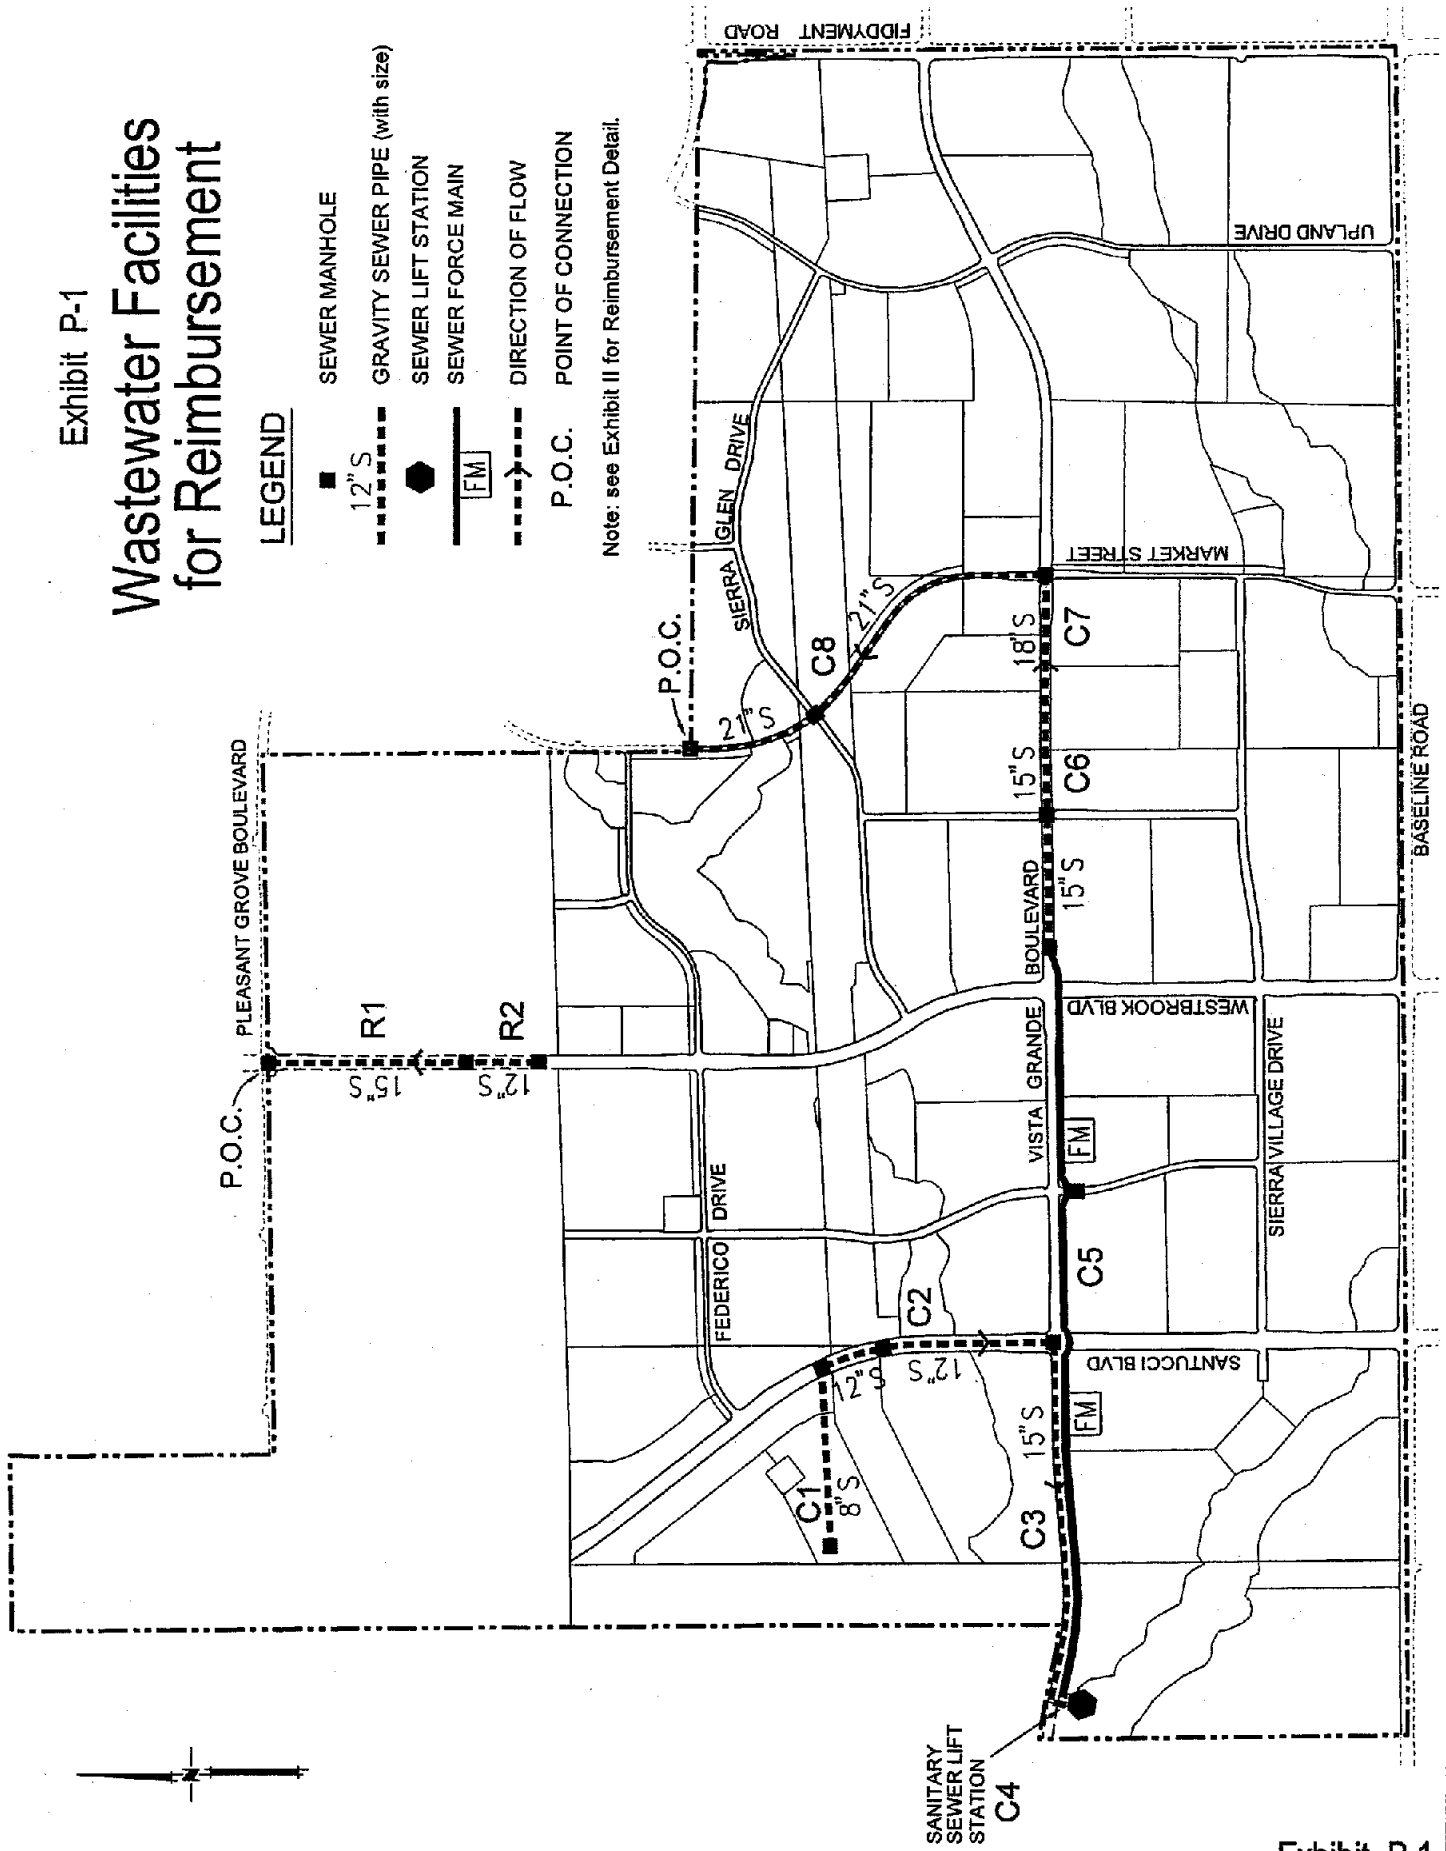 Exhibit P-1
Wastewater Facilities
for Reimbursement
LEGEND
SEWER MANHOLE
12" S
GRAVITY SEWER PIPE (with size)
SEWER LIFT STATION
FM
SEWER FORCE MAIN
DIRECTION OF FLOW
P.O.C.
POINT OF CONNECTION
Note: see Exhibit II for Reimbursement Detail.
FIDDYMENT ROAD
UPLAND DRIVE
SIERRA GLEN DRIVE
MARKET STREET
P.O.C.
21" S
C8
21" S
18" S
C7
15" S
C6
15" S
BASELINE ROAD
PLEASANT GROVE BOULEVARD
P.O.C.
R1
15" S
R2
12" S
VISTA GRANDE BOULEVARD
WESTBROOK BLVD
SIERRA VILLAGE DRIVE
FM
FEDERICO DRIVE
C5
C2
12" S
12" S
SANTUCCI BLVD
FM
15" S
C1
8" S
C3
SANITARY
SEWER LIFT
STATION
C4
N
Exhibit P-1